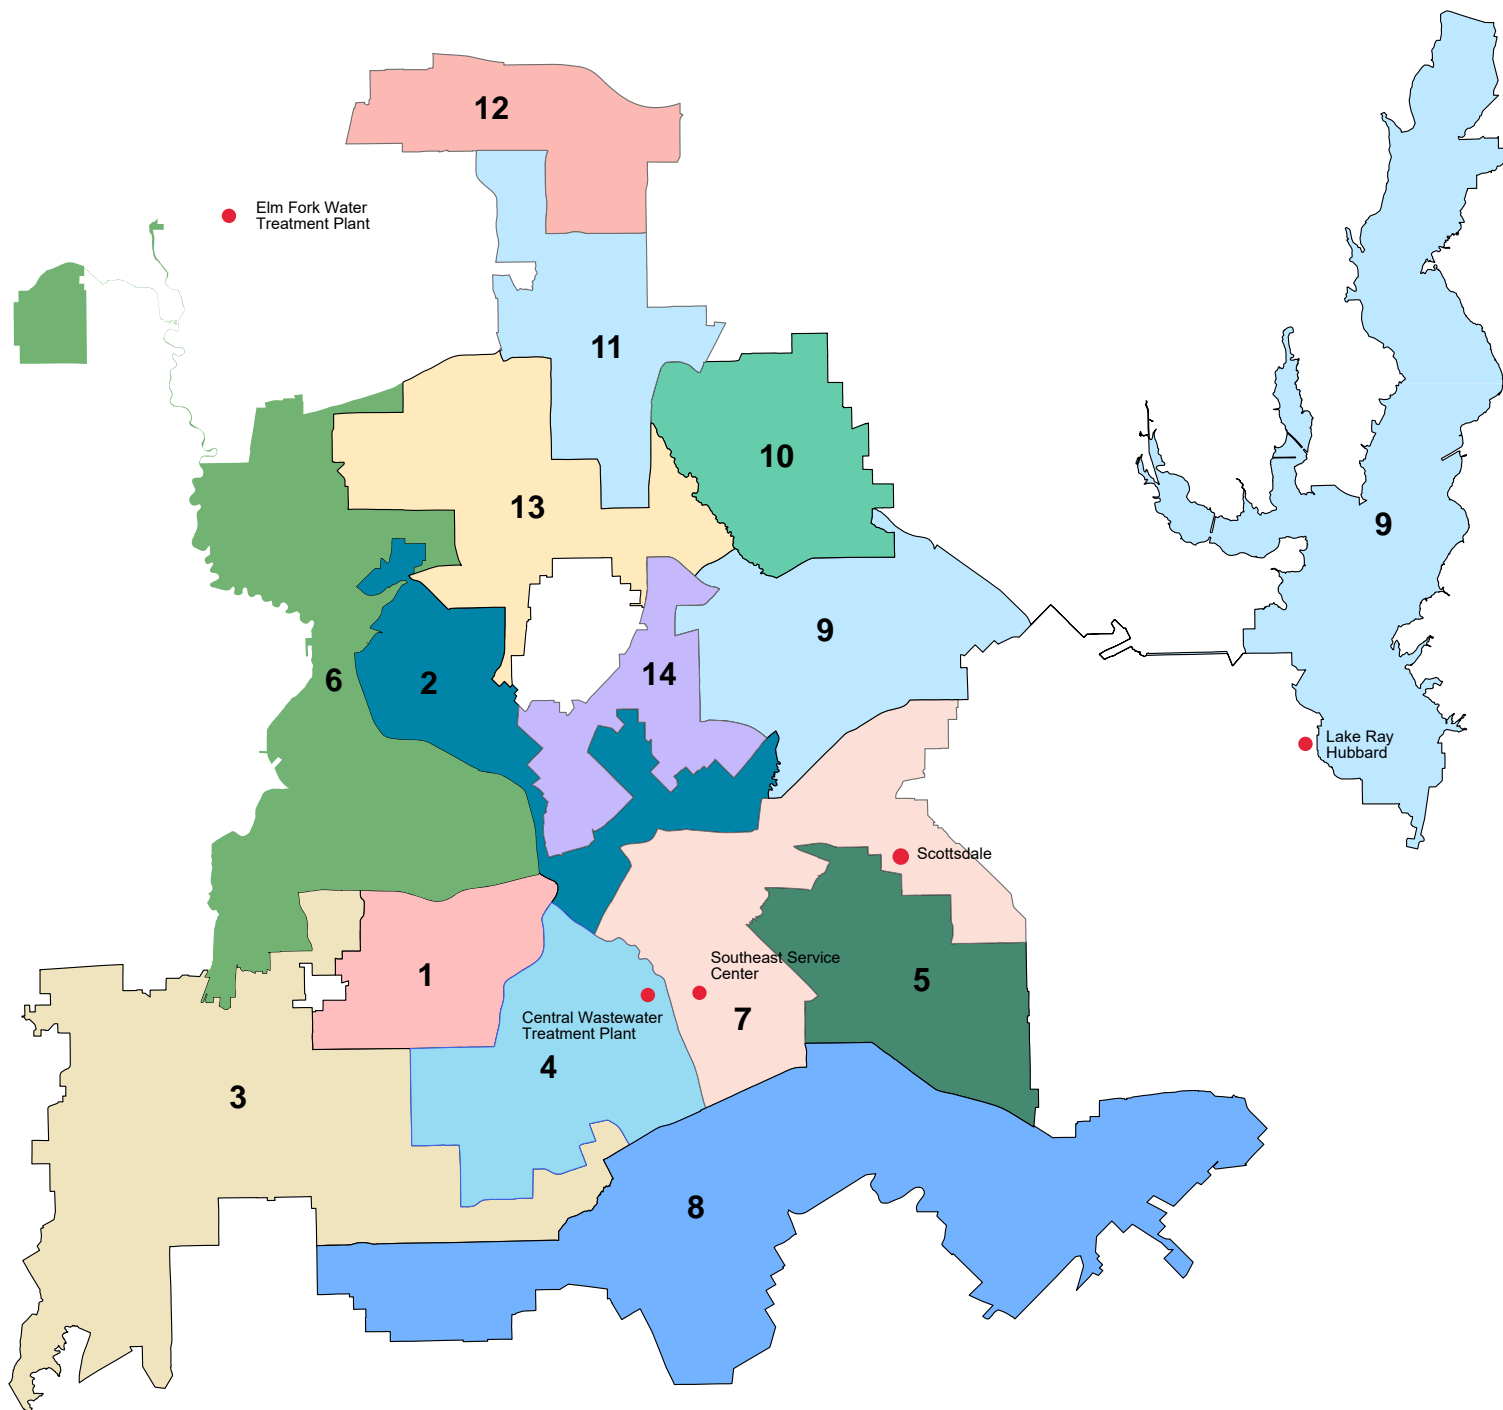 12
Elm Fork Water
Treatment Plant
11
10
13
9
9
14
6
2
Lake Ray
Hubbard
Scottsdale
Southeast Service
Center
1
5
Central Wastewater
Treatment Plant
7
4
3
8